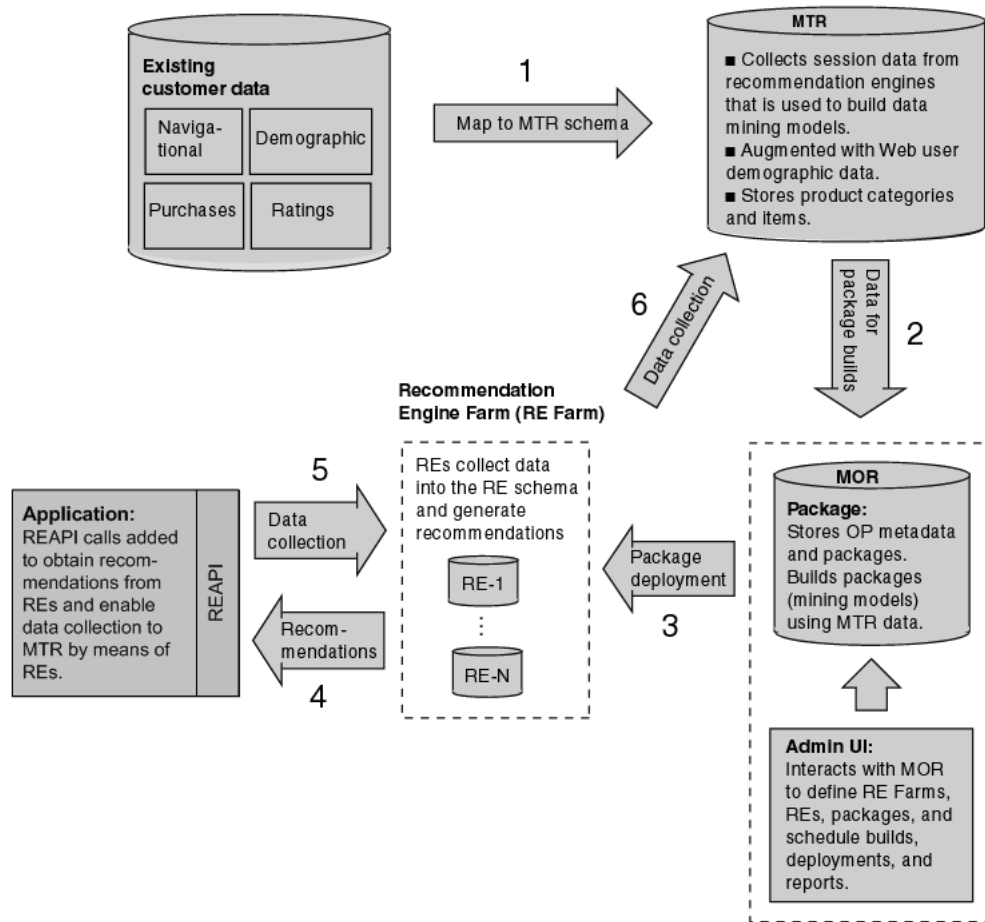 Existing
customer data
Naviga-
tional
Demographic
Purchases
Ratings
1
Map to MTR schema
MTR
■ Collects session data from
recommendation engines
that is used to build data
mining models.
■ Augmented with Web user
demographic data.
■ Stores product categories
and items.
6
Data collection
Data for
package builds
2
Recommendation
Engine Farm (RE Farm)
REs collect data
into the RE schema
and generate
recommendations
RE-1
⋮
RE-N
5
Data
collection
Application:
REAPI calls added
to obtain recom-
mendations from
REs and enable
data collection to
MTR by means of
REs.
REAPI
Recom-
mendations
4
Package
deployment
3
MOR
Package:
Stores OP metadata
and packages.
Builds packages
(mining models)
using MTR data.
Admin UI:
Interacts with MOR
to define RE Farms,
REs, packages, and
schedule builds,
deployments, and
reports.